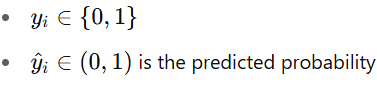 • yᵢ ∈ {0, 1}
• ŷᵢ ∈ (0, 1) is the predicted probability